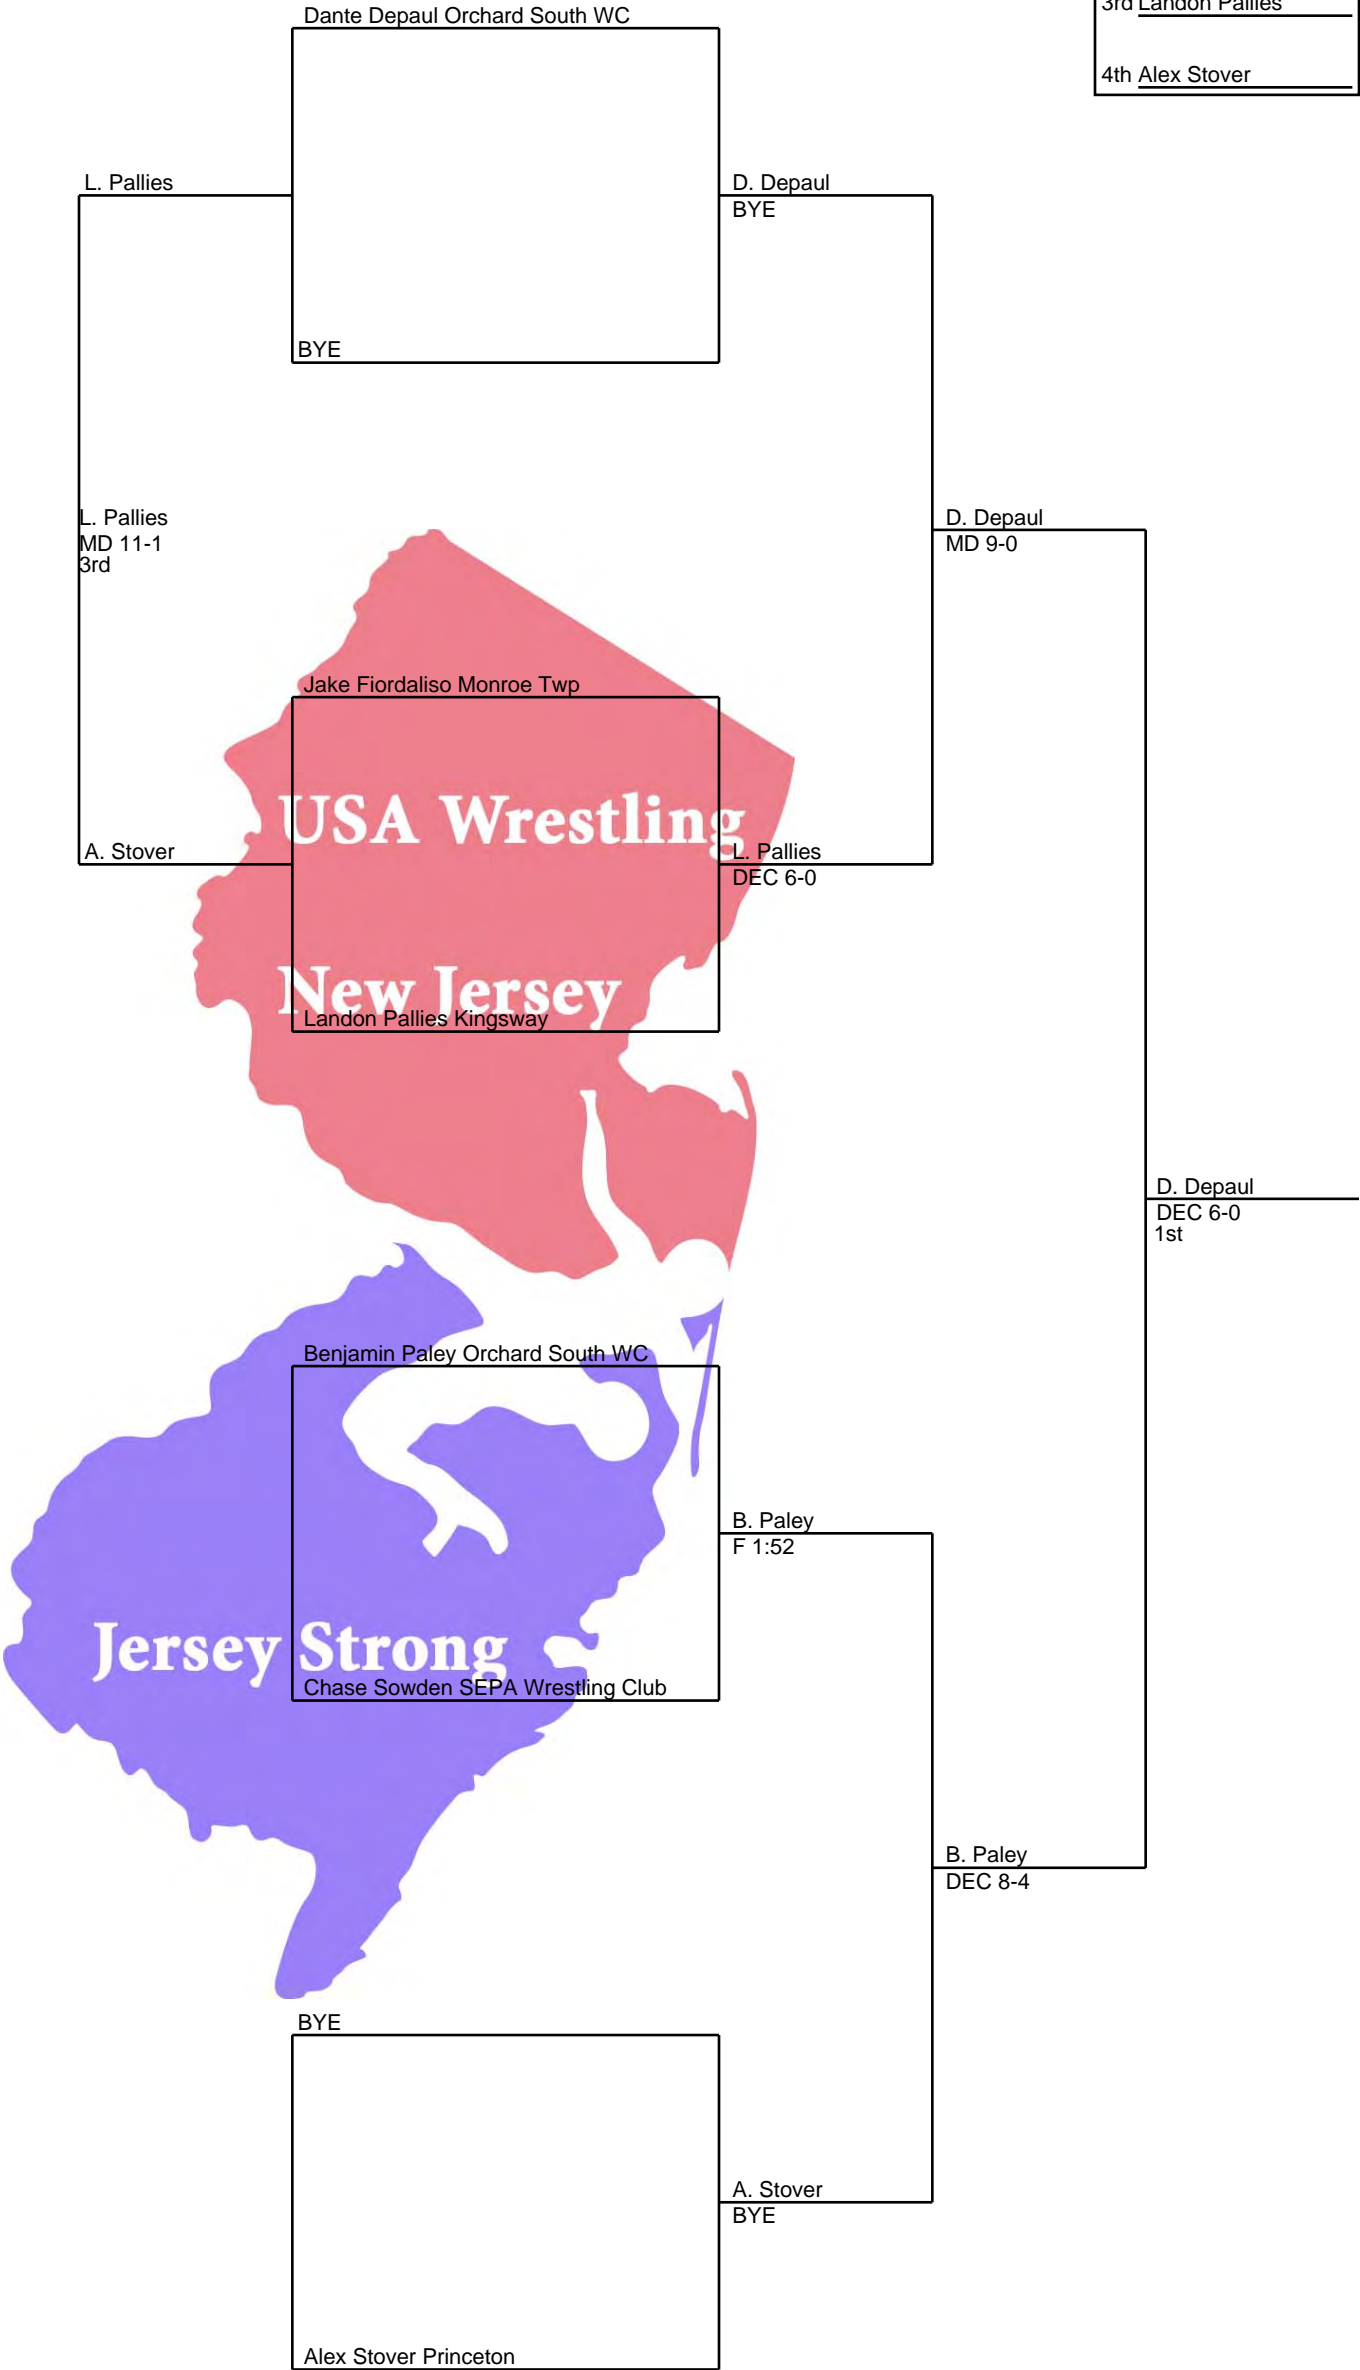 Dante Depaul Orchard South WC
3rd Landon Pallies
4th Alex Stover
L. Pallies
D. Depaul
BYE
BYE
L. Pallies
MD 11-1
3rd
D. Depaul
MD 9-0
Jake Fiordaliso Monroe Twp
USA Wrestling
A. Stover
L. Pallies
DEC 6-0
New Jersey
Landon Pallies Kingsway
D. Depaul
DEC 6-0
1st
Benjamin Paley Orchard South WC
B. Paley
F 1:52
Jersey Strong
Chase Sowden SEPA Wrestling Club
B. Paley
DEC 8-4
BYE
A. Stover
BYE
Alex Stover Princeton